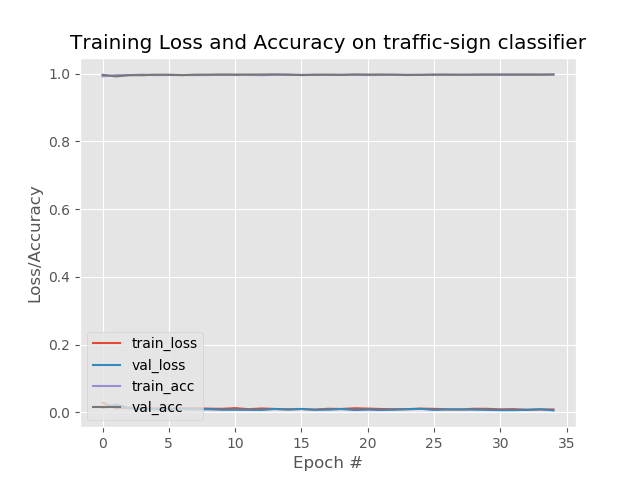 Training Loss and Accuracy on traffic-sign classifier
1.0
0.8
0.6
0.4
0.2
0.0
Loss/Accuracy
train_loss
val_loss
train_acc
val_acc
0 5 10 15 20 25 30 35
Epoch #